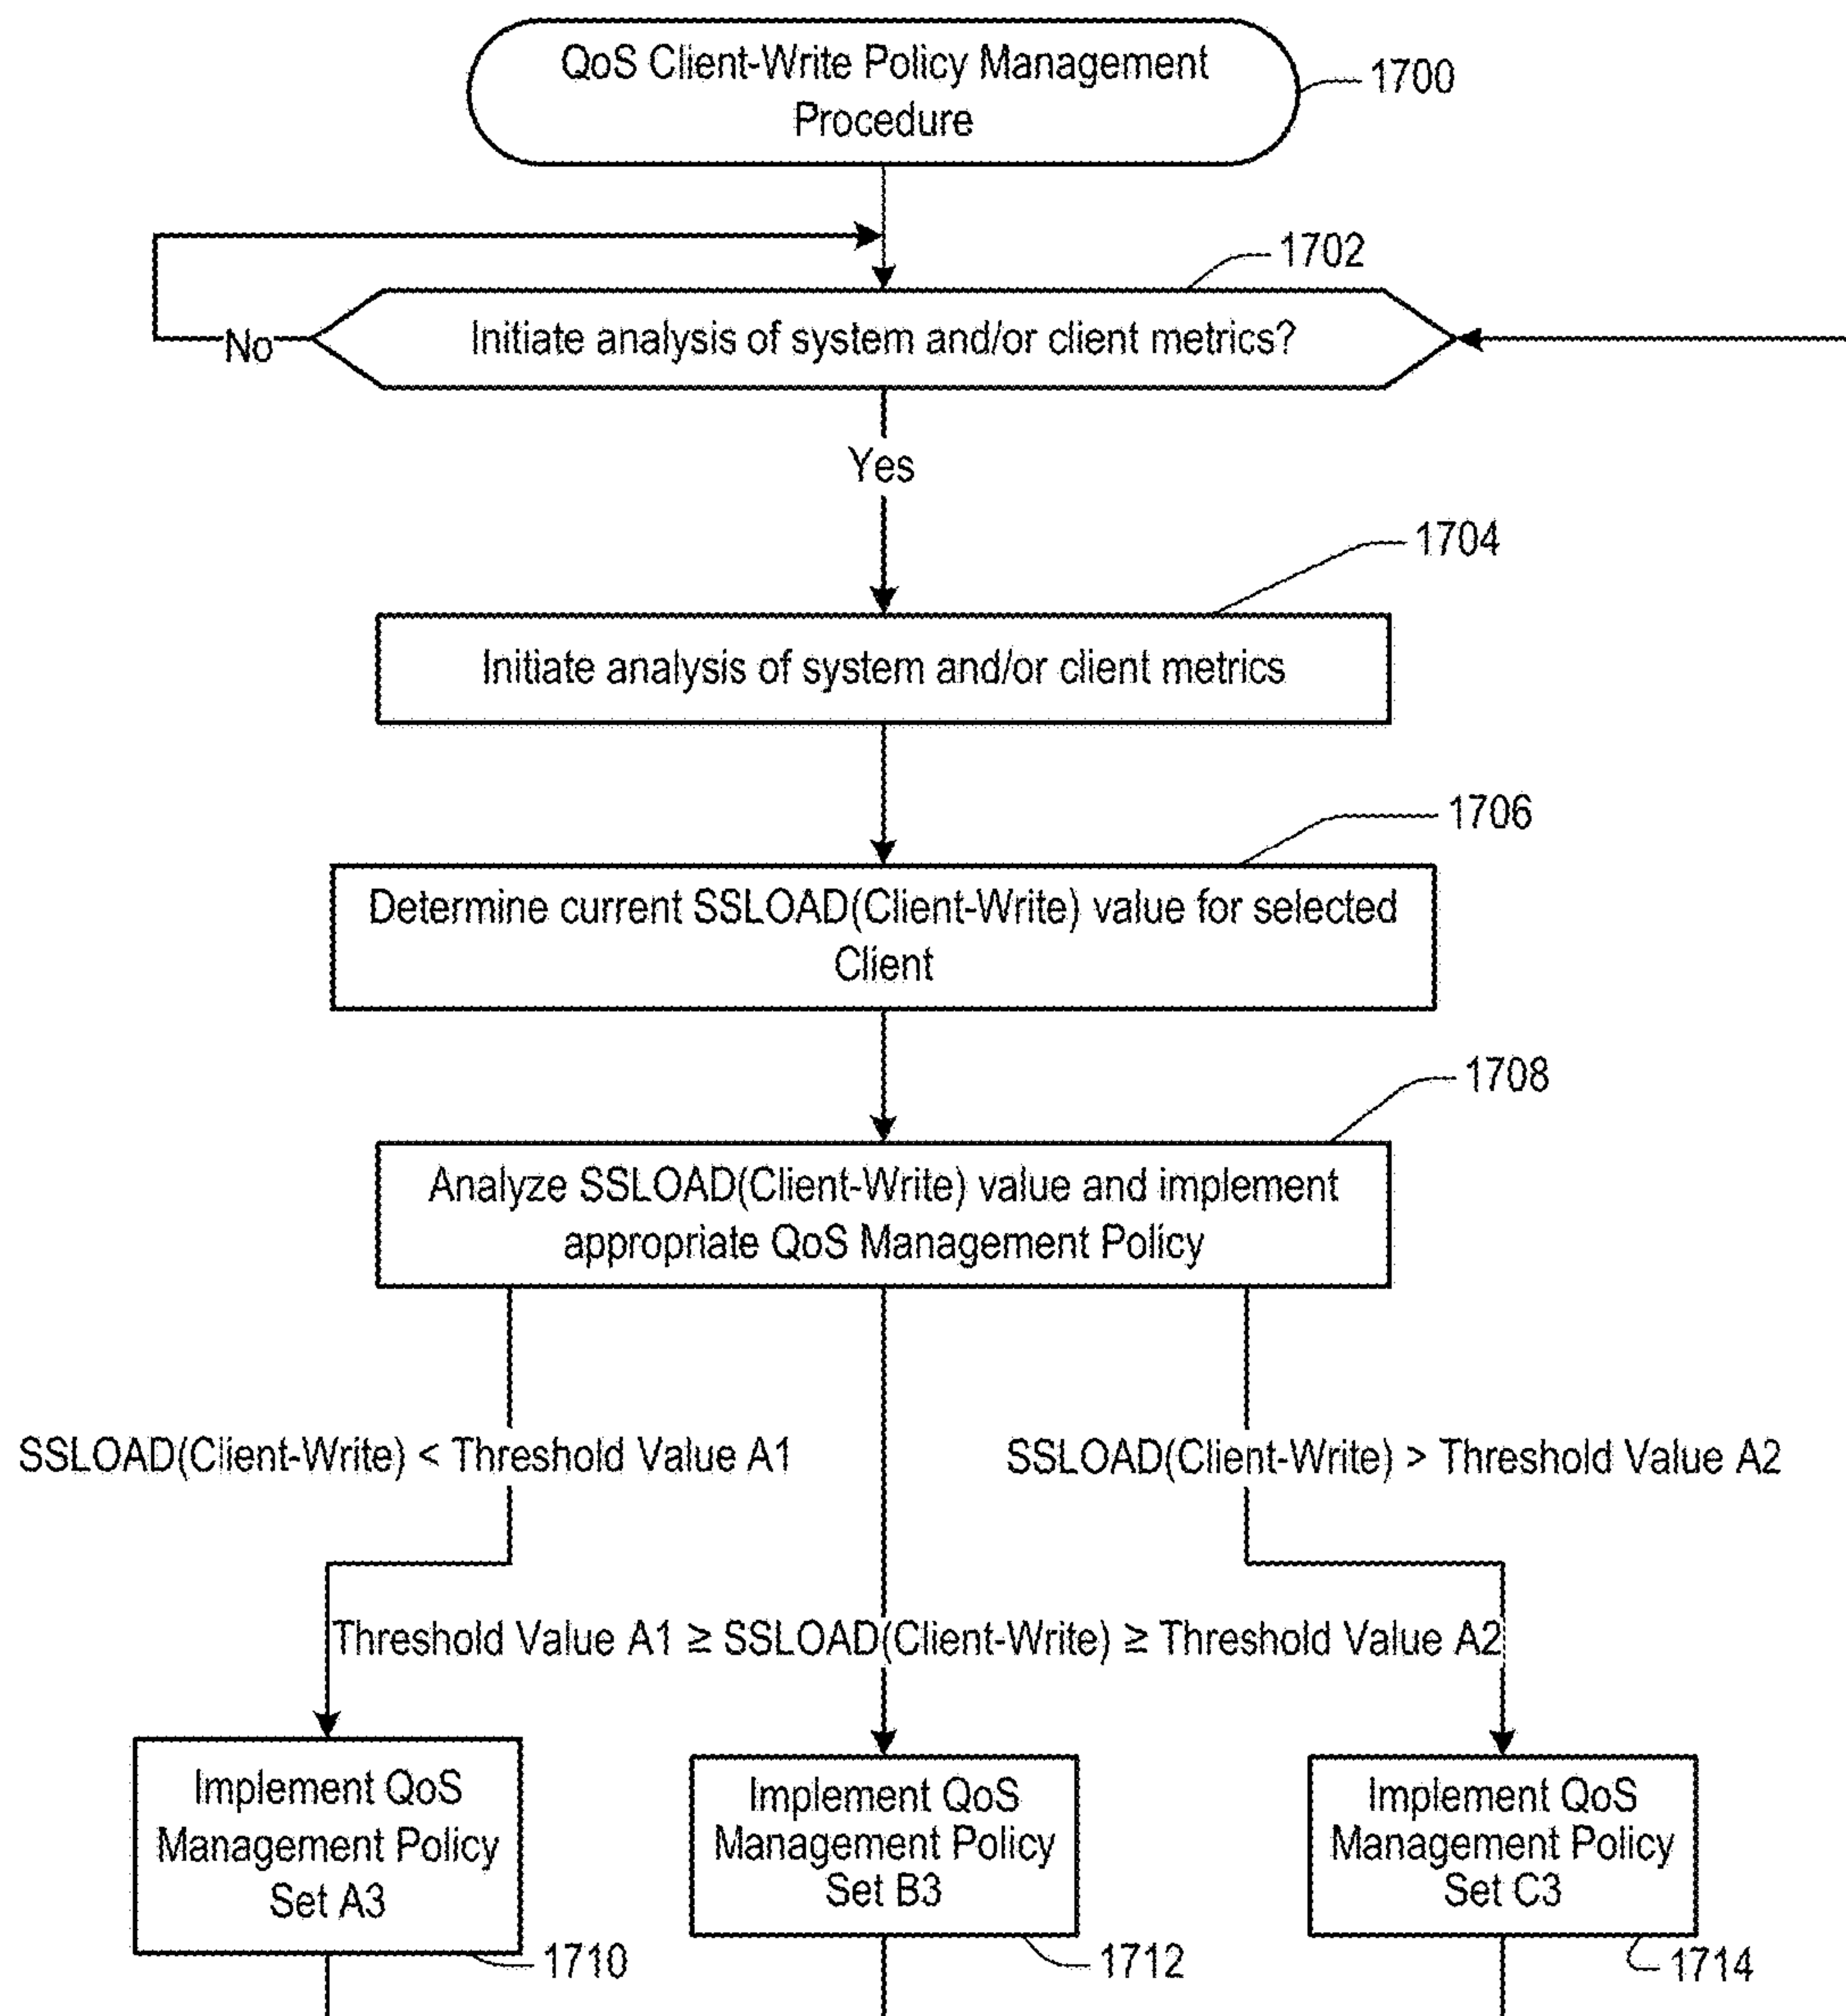 QoS Client-Write Policy Management
Procedure
1700
1702
Initiate analysis of system and/or client metrics?
No
Yes
1704
Initiate analysis of system and/or client metrics
1706
Determine current SSLOAD(Client-Write) value for selected
Client
1708
Analyze SSLOAD(Client-Write) value and implement
appropriate QoS Management Policy
SSLOAD(Client-Write) < Threshold Value A1
SSLOAD(Client-Write) > Threshold Value A2
Threshold Value A1 ≥ SSLOAD(Client-Write) ≥ Threshold Value A2
Implement QoS
Management Policy
Set A3
1710
Implement QoS
Management Policy
Set B3
1712
Implement QoS
Management Policy
Set C3
1714